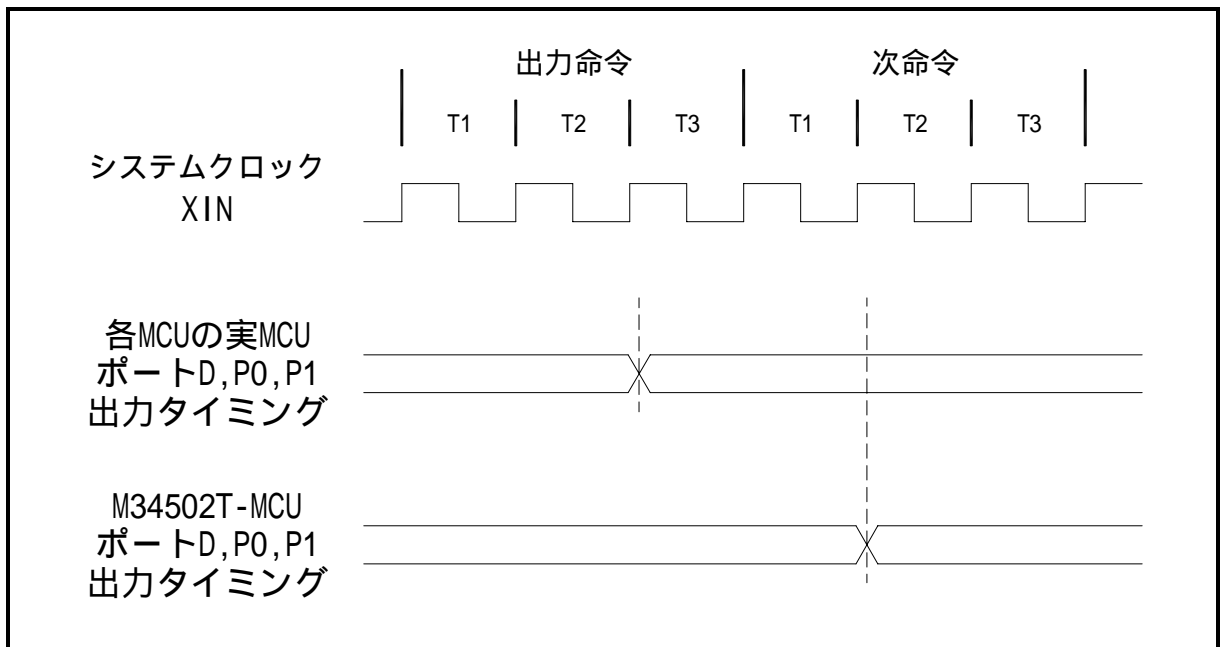 出力命令 次命令
T1 T2 T3 T1 T2 T3
システムクロック
XIN
各MCUの実MCU
ポートD,P0,P1
出力タイミング
M34502T-MCU
ポートD,P0,P1
出力タイミング